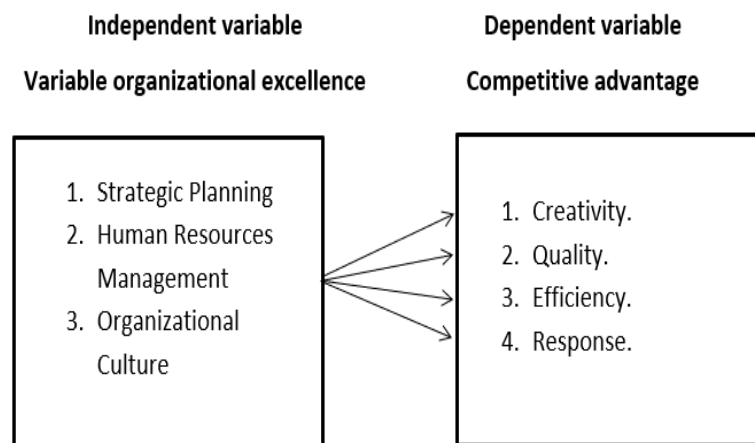 Independent variable
Variable organizational excellence
Dependent variable
Competitive advantage
1. Strategic Planning
2. Human Resources
Management
3. Organizational
Culture
1. Creativity.
2. Quality.
3. Efficiency.
4. Response.